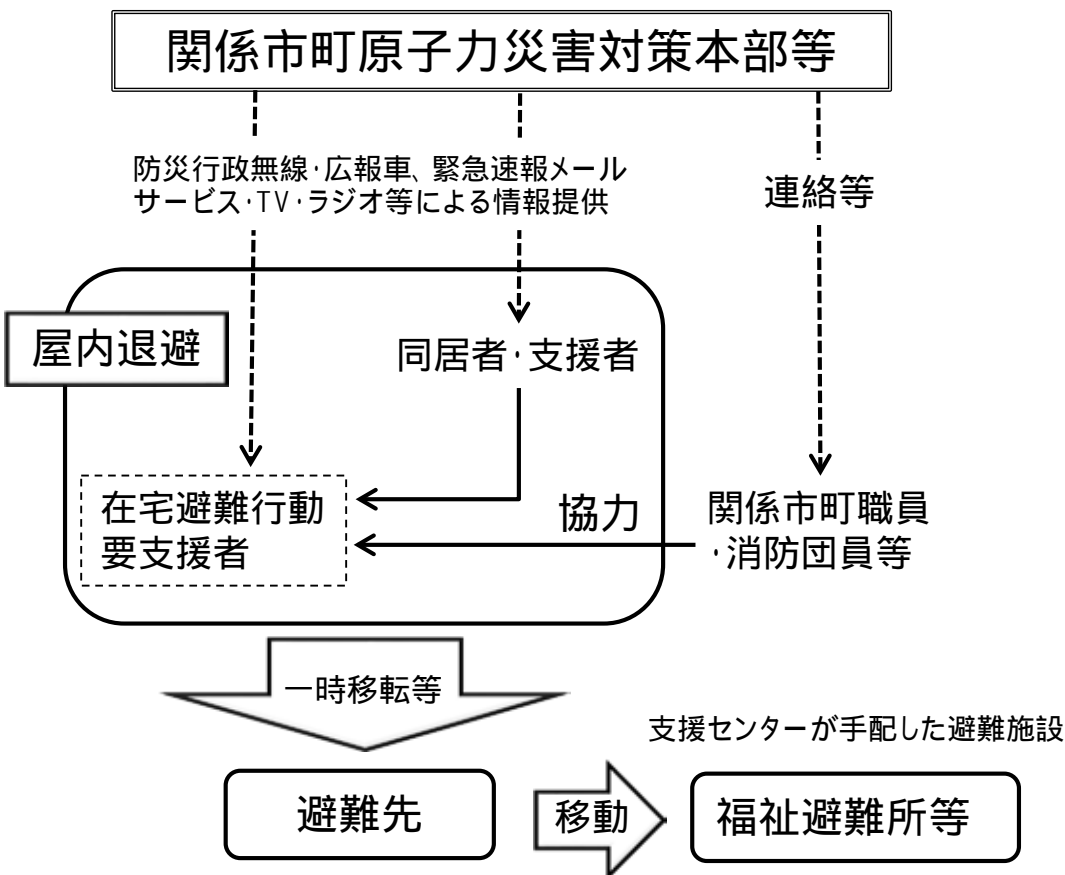 関係市町原子力災害対策本部等
防災行政無線・広報車、緊急速報メール
サービス・TV・ラジオ等による情報提供
連絡等
屋内退避
同居者・支援者
在宅避難行動
要支援者
協力
関係市町職員
・消防団員等
一時移転等
支援センターが手配した避難施設
避難先
移動
福祉避難所等